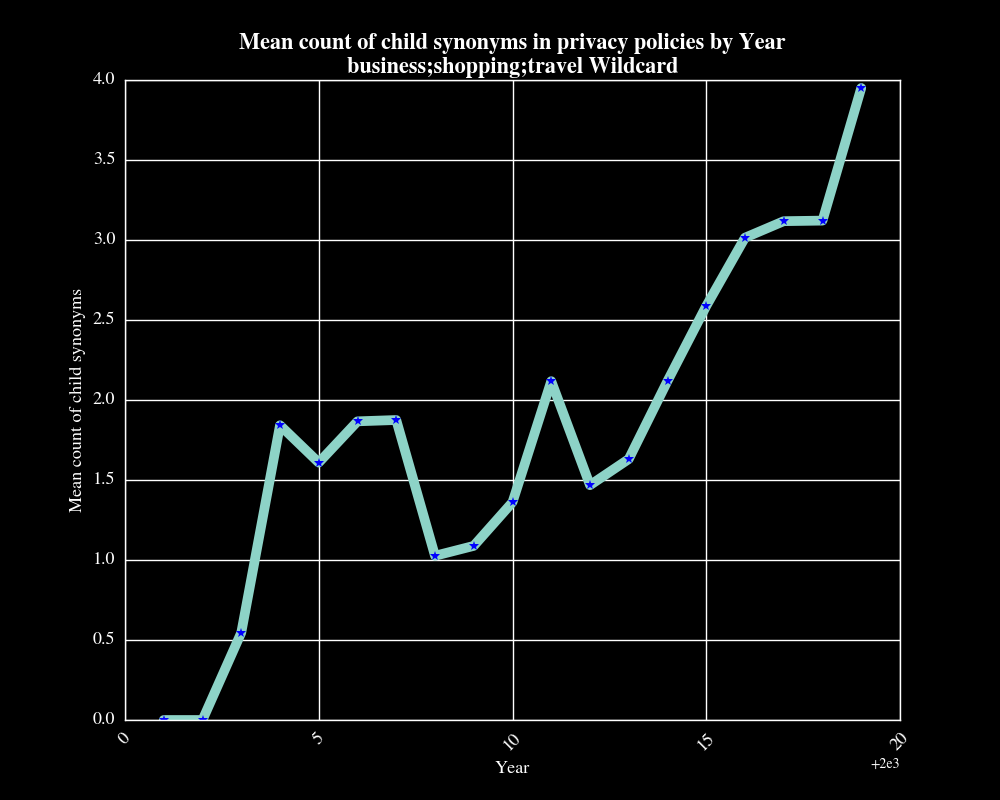 Mean count of child synonyms in privacy policies by Year
business;shopping;travel Wildcard
4.0
3.5
3.0
2.5
2.0
1.5
1.0
0.5
0.0
Mean count of child synonyms
0
5
10
15
20
Year
+2e3